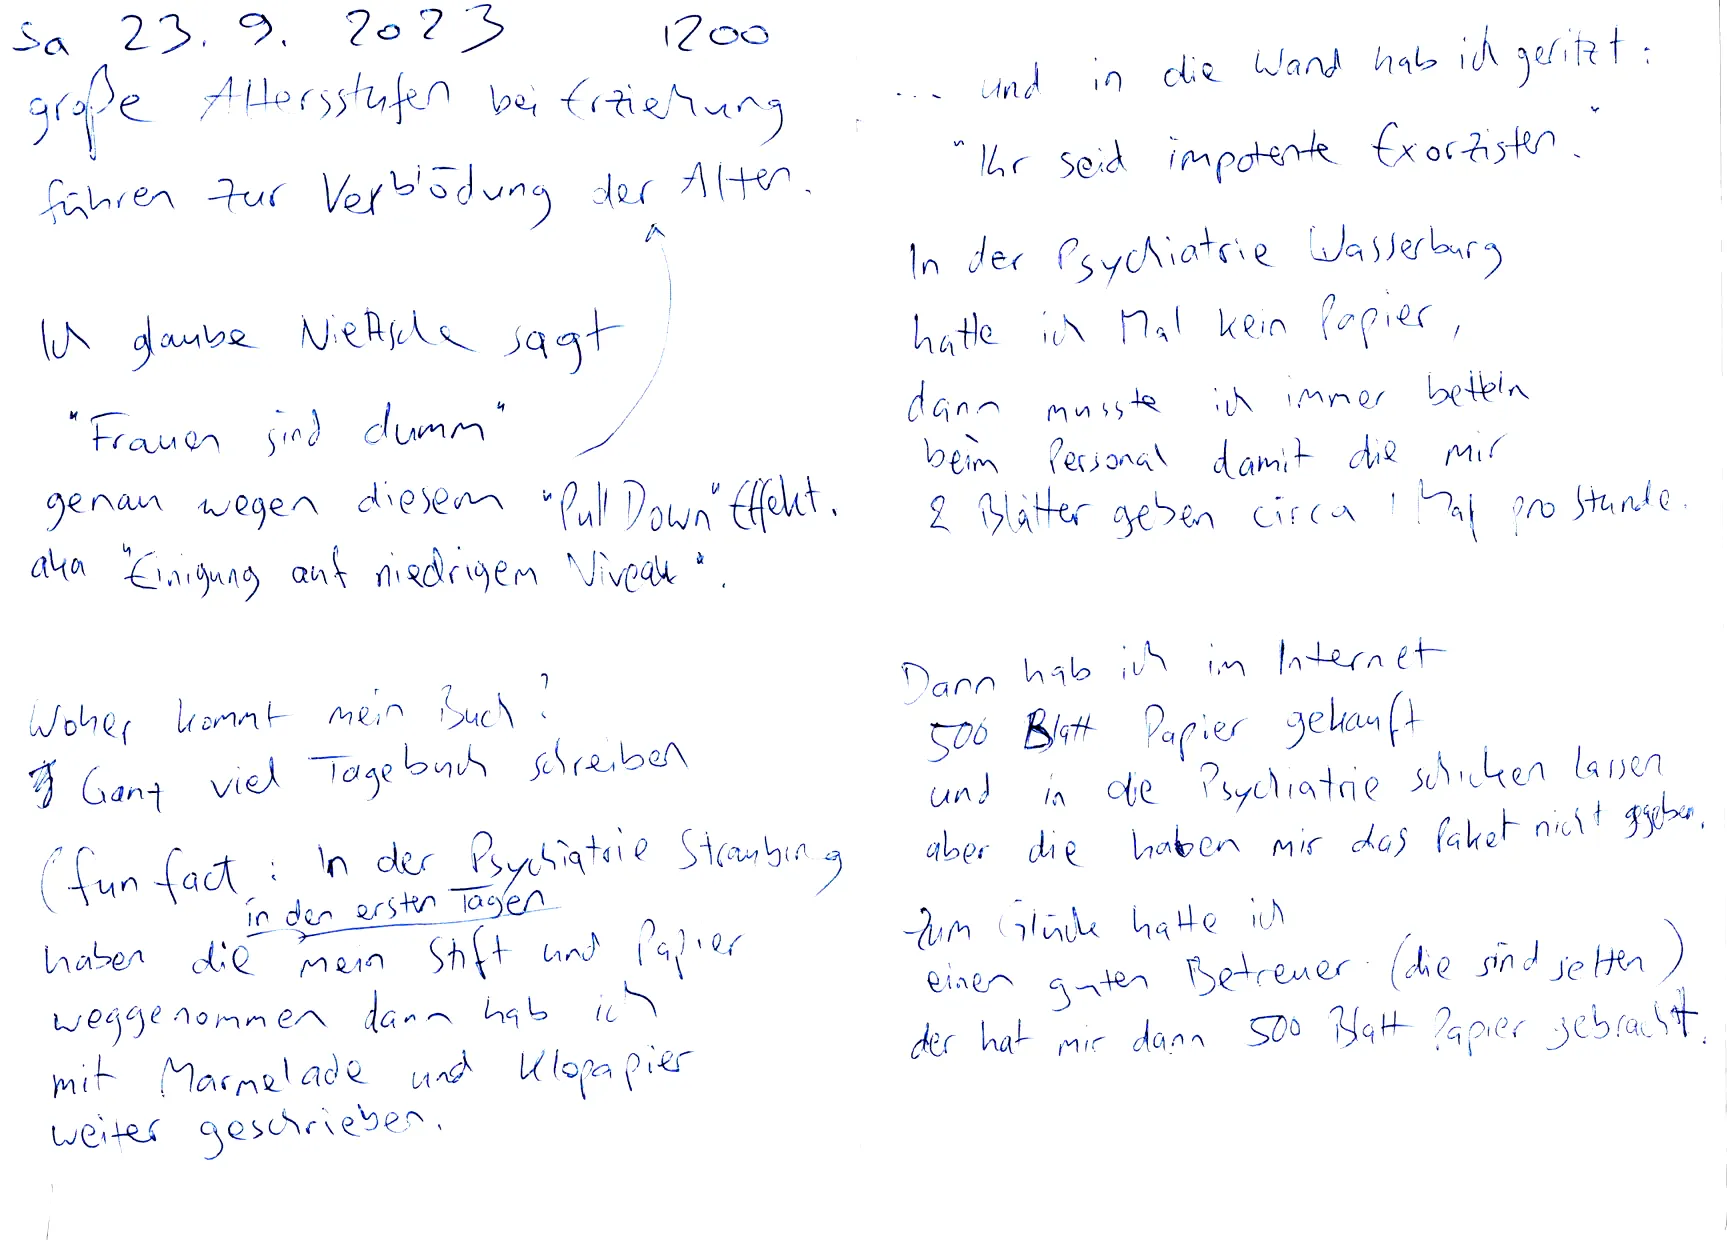 Sa 23. 9. 2023 1200
große Altersstufen bei Erziehung
führen zur Verblödung der Alten.
Ich glaube Nietzsche sagt
"Frauen sind dumm"
genau wegen diesem "Pull Down" Effekt.
aka "Einigung auf niedrigem Niveau".
Woher kommt mein Buch?
Ganz viel Tagebuch schreiben
(fun fact: In der Psychiatrie Straubing
in den ersten Tagen
haben die mein Stift und Papier
weggenommen dann hab ich
mit Marmelade und Klopapier
weiter geschrieben.
... und in die Wand hab ich geritzt:
"Ihr seid impotente Exorzisten."
In der Psychiatrie Wasserburg
hatte ich Mal kein Papier,
dann musste ich immer betteln
beim Personal damit die mir
2 Blätter geben circa 1 Mal pro Stunde.
Dann hab ich im Internet
500 Blatt Papier gekauft
und in die Psychiatrie schicken lassen
aber die haben mir das Paket nicht gegeben.
Zum Glück hatte ich
einen guten Betreuer (die sind selten)
der hat mir dann 500 Blatt Papier gebracht.